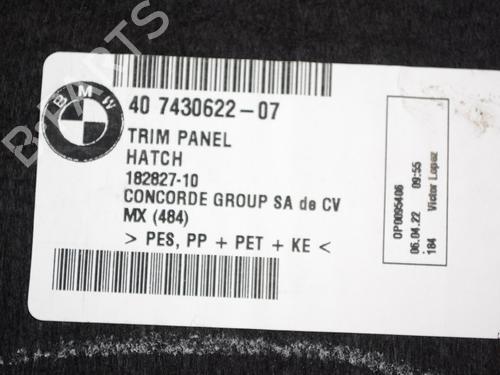 BMW
40 7430622-07
TRIM PANEL
HATCH
182827-10
CONCORDE GROUP SA de CV
MX (484)
> PES, PP + PET + KE <
OP0095406
06.04.22 09:55
184 Victor Lopez